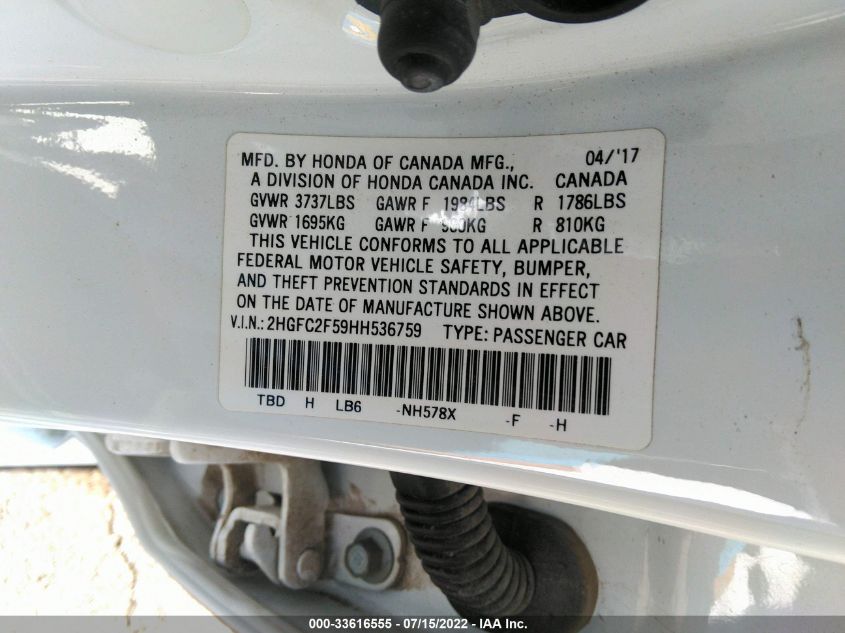 MFD. BY HONDA OF CANADA MFG., 04/'17
A DIVISION OF HONDA CANADA INC. CANADA
GVWR 3737LBS GAWR F LBS R 1786LBS
GVWR 1695KG GAWR F KG R 810KG
THIS VEHICLE CONFORMS TO ALL APPLICABLE
FEDERAL MOTOR VEHICLE SAFETY, BUMPER,
AND THEFT PREVENTION STANDARDS IN EFFECT
ON THE DATE OF MANUFACTURE SHOWN ABOVE.
V.I.N.: 2HGFC2F59HH536759 TYPE: PASSENGER CAR
TBD H LB6 -NH578X -F -H
000-33616555 / 07/15/2022 / IAA Inc.